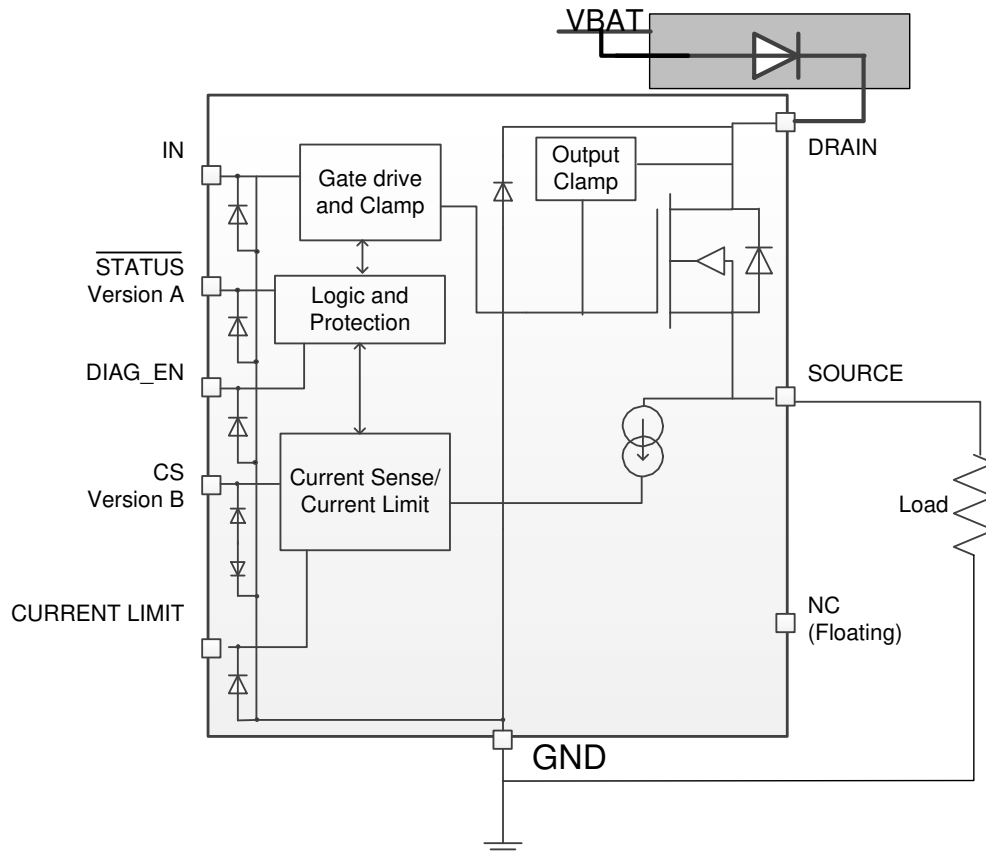 VBAT
IN
DRAIN
Gate drive
and Clamp
Output
Clamp
STATUS
Version A
Logic and
Protection
DIAG_EN
SOURCE
CS
Version B
Current Sense/
Current Limit
Load
CURRENT LIMIT
NC
(Floating)
GND